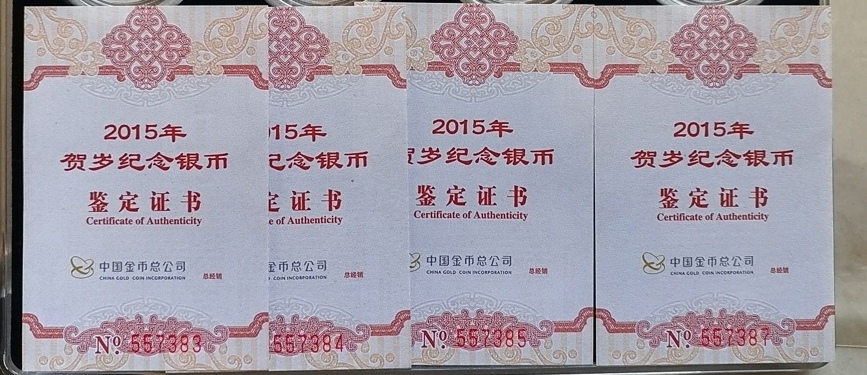 2015年
贺岁纪念银币
鉴定证书
Certificate of Authenticity
中国金币总公司
CHINA GOLD COIN INCORPORATION
总经销
Nº 557383
15年
纪念银币
定证书
e of Authenticity
中国金币总公司
CHINA GOLD COIN INCORPORATION
总经销
557384
2015年
岁纪念银币
鉴定证书
Certificate of Authenticity
中国金币总公司
CHINA GOLD COIN INCORPORATION
总经销
Nº 557385
2015年
贺岁纪念银币
鉴定证书
Certificate of Authenticity
中国金币总公司
CHINA GOLD COIN INCORPORATION
总经销
Nº 557387